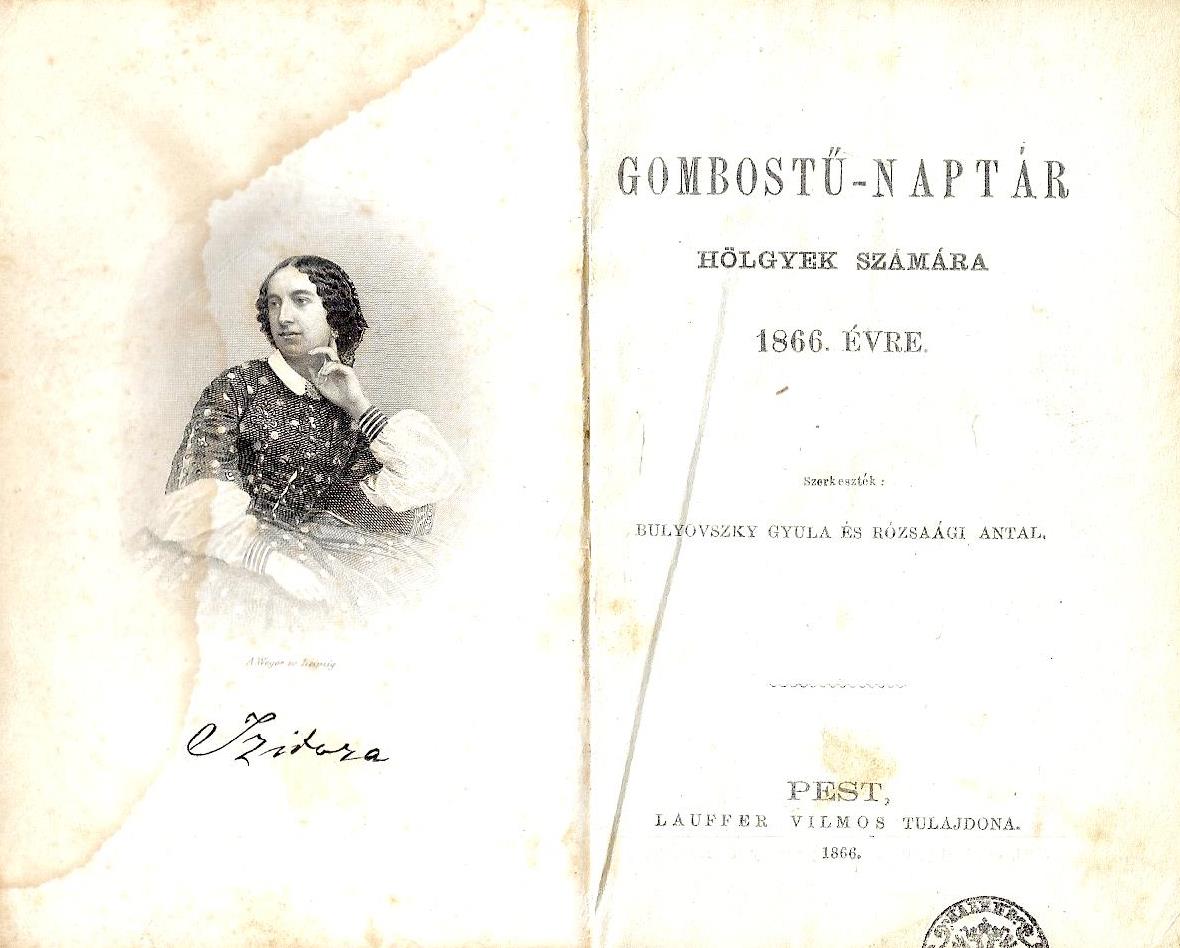 A. Weger sc. Leipzig
Izidora
GOMBOSTŰ-NAPTÁR
HÖLGYEK SZÁMÁRA
1866. ÉVRE.
Szerkeszték:
BULYOVSZKY GYULA ÉS RÓZSAÁGI ANTAL.
PEST,
LAUFFER VILMOS TULAJDONA.
1866.